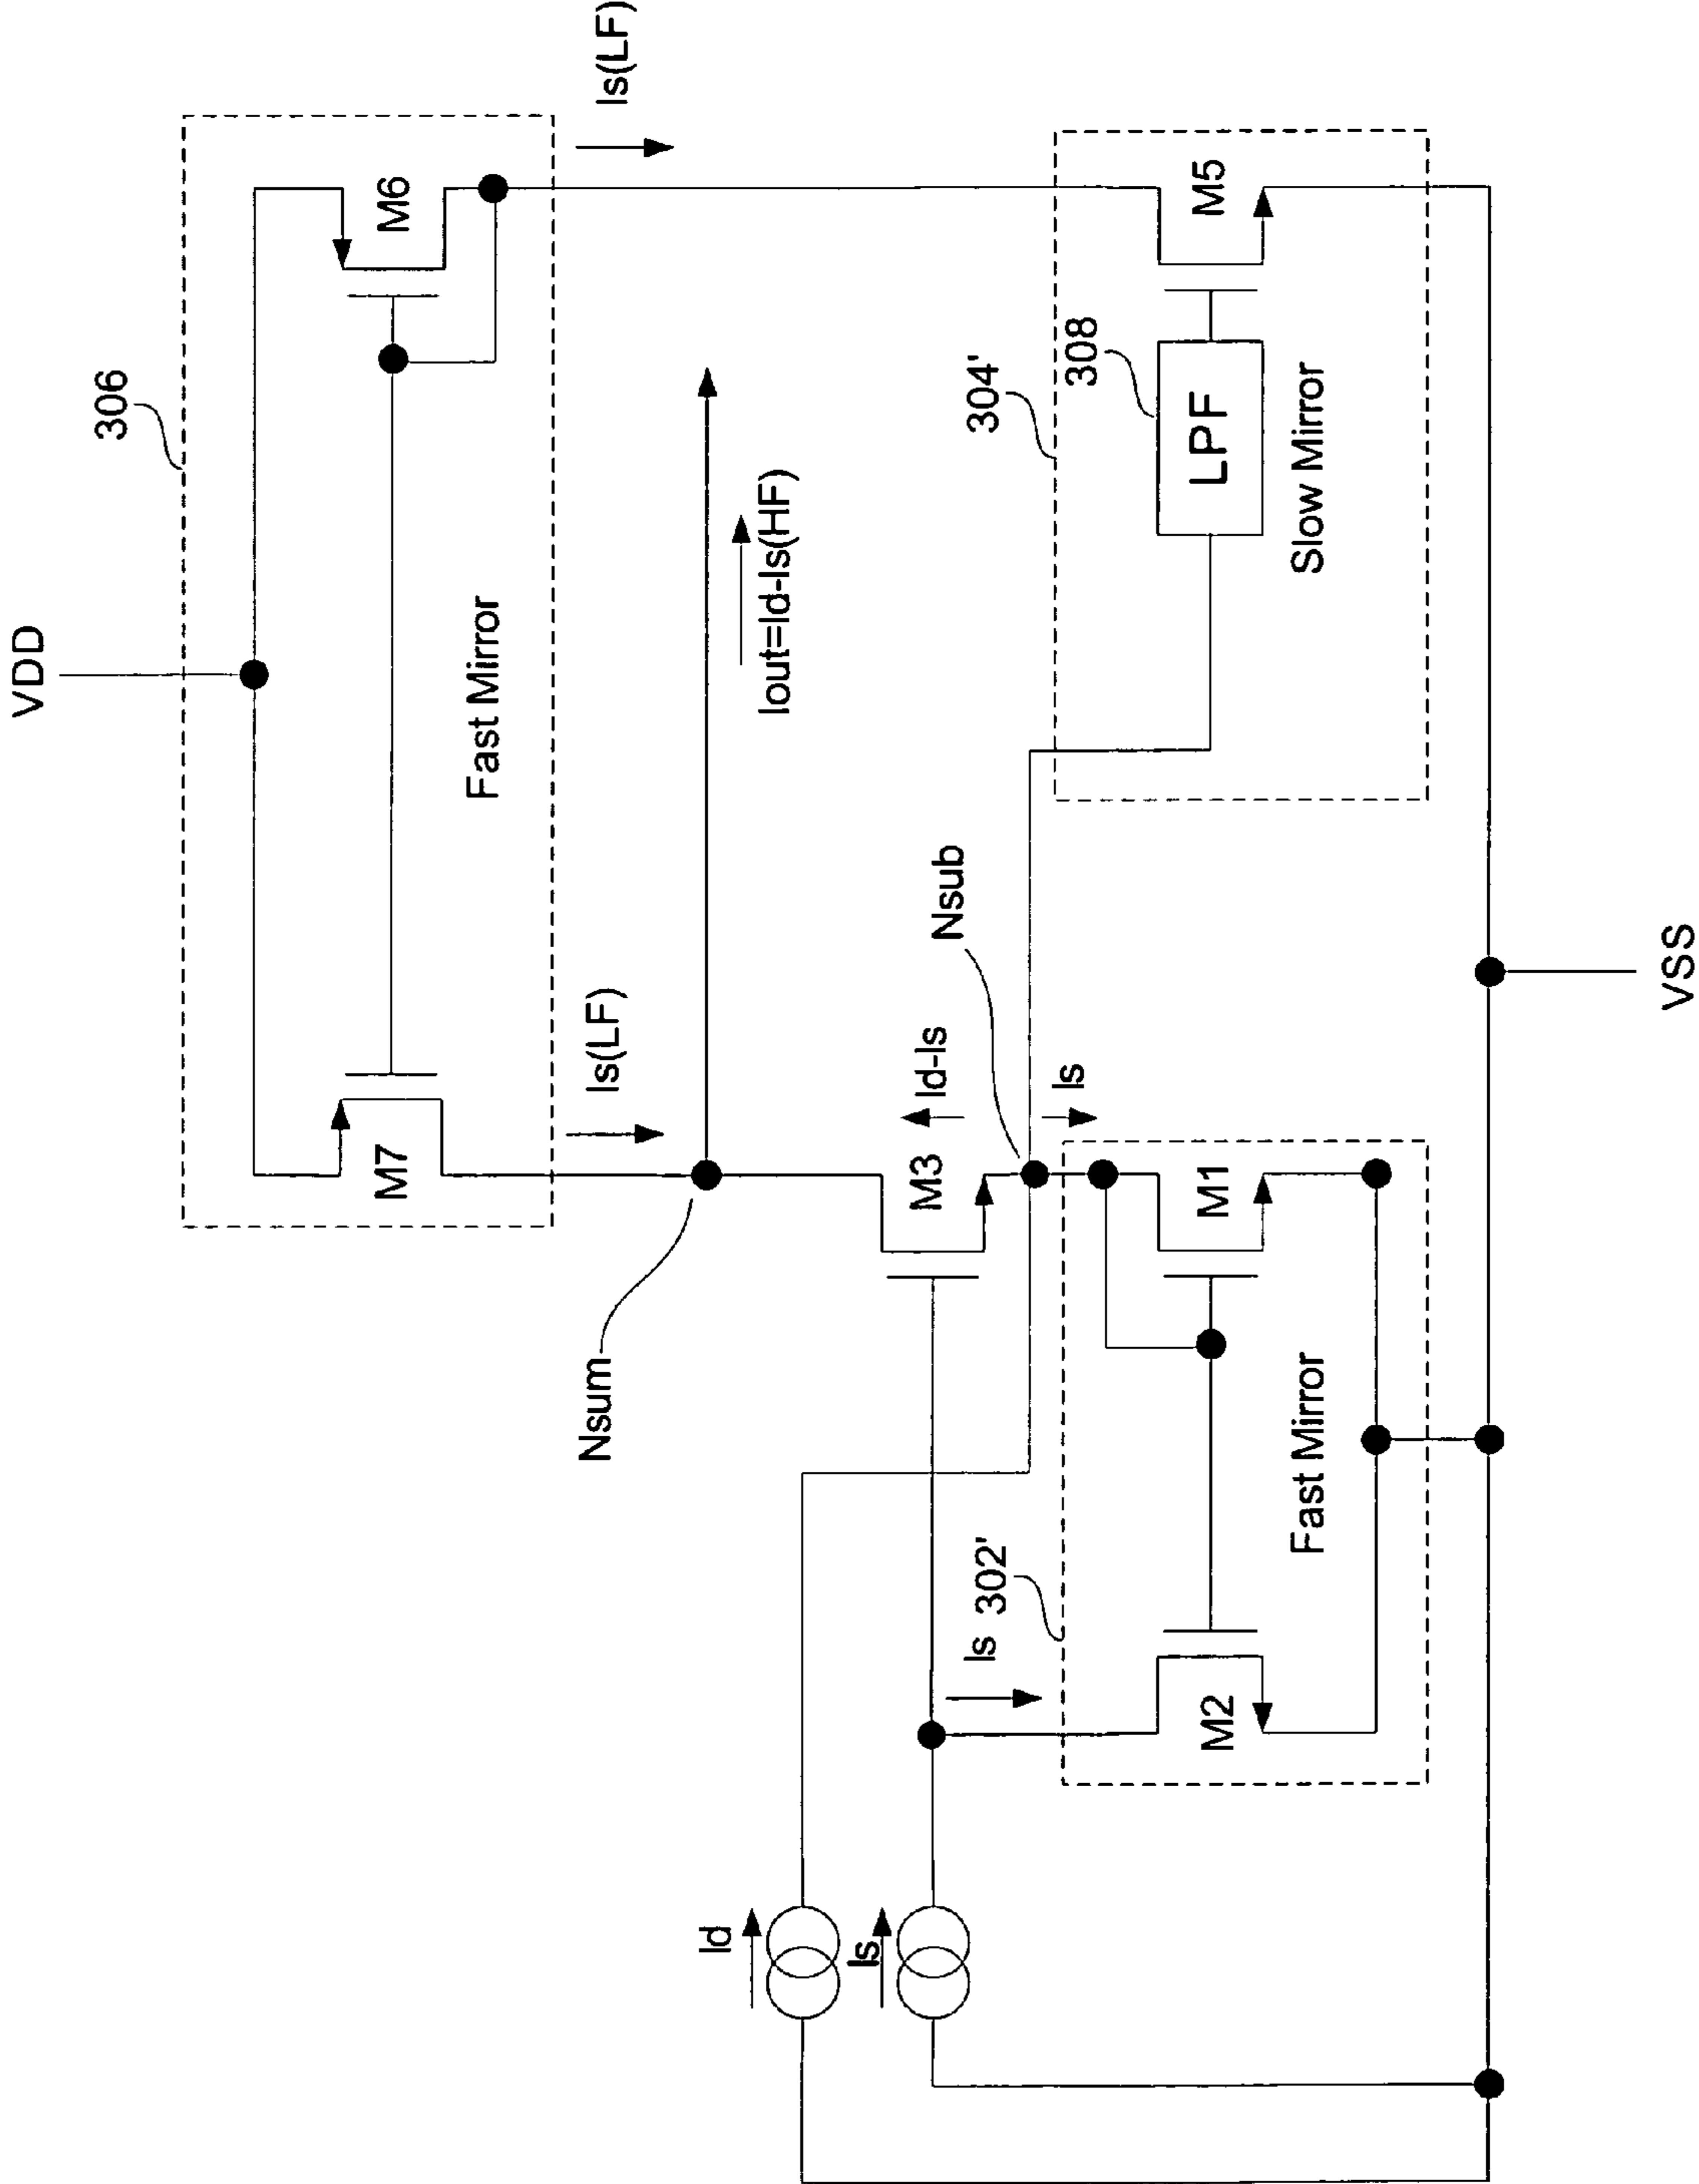 VDD
306
M7
M6
Fast Mirror
Is(LF)
Is(LF)
Nsum
Iout=Id-Is(HF)
M3
Id-Is
Nsub
Is
Id
Is
Is
302'
M2
M1
Fast Mirror
304'
308
LPF
M5
Slow Mirror
VSS